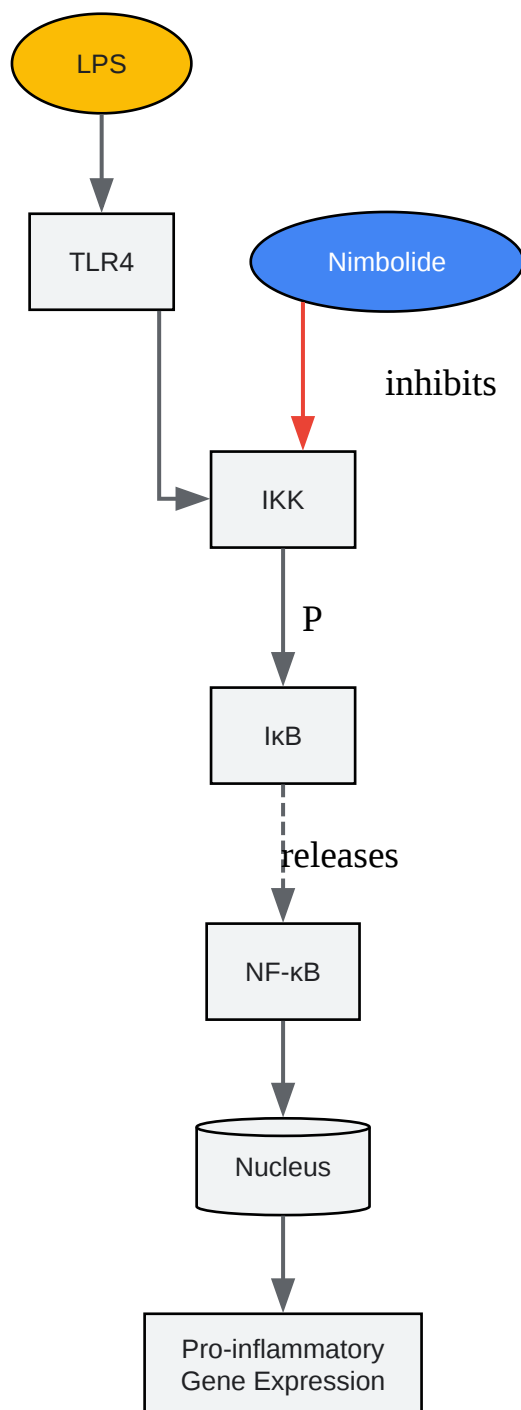 LPS
TLR4
Nimbolide
inhibits
IKK
P
IκB
releases
NF-κB
Nucleus
Pro-inflammatory
Gene Expression